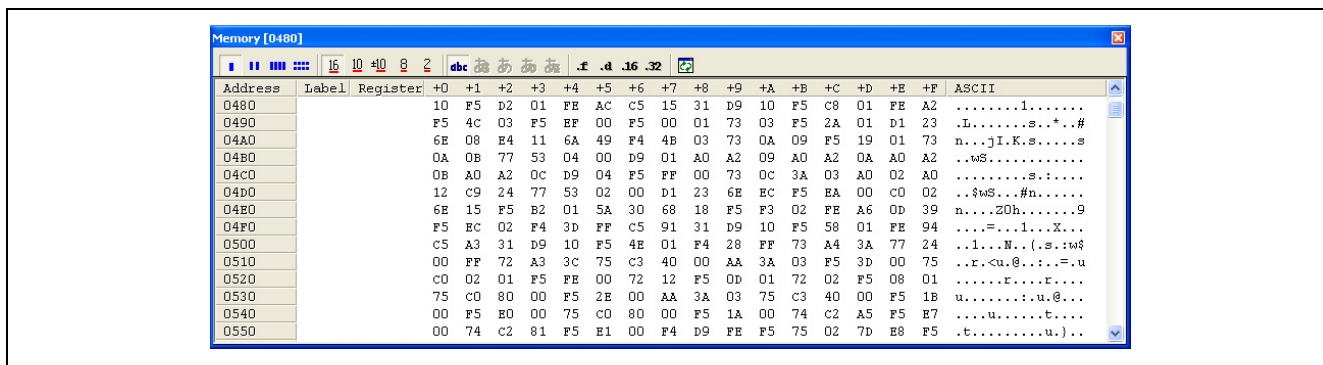 Memory [0480]
16 10 ±10 8 2 abc あ .f .d .16 .32
Address Label Register +0 +1 +2 +3 +4 +5 +6 +7 +8 +9 +A +B +C +D +E +F ASCII
0480 10 F5 D2 01 FE AC C5 15 31 D9 10 F5 C8 01 FE A2 ........1.......
0490 F5 4C 03 F5 EF 00 F5 00 01 73 03 F5 2A 01 D1 23 .L.......s..*..#
04A0 6E 08 E4 11 6A 49 F4 4B 03 73 0A 09 F5 19 01 73 n...jI.K.s.....s
04B0 0A 0B 77 53 04 00 D9 01 A0 A2 09 A0 A2 0A A0 A2 ..wS............
04C0 0B A0 A2 0C D9 04 F5 FF 00 73 0C 3A 03 A0 02 A0 .........s.:....
04D0 12 C9 24 77 53 02 00 D1 23 6E EC F5 EA 00 C0 02 ..$wS...#n......
04E0 6E 15 F5 B2 01 5A 30 68 18 F5 F3 02 FE A6 0D 39 n....Z0h.......9
04F0 F5 EC 02 F4 3D FF C5 91 31 D9 10 F5 58 01 FE 94 ....=...1...X...
0500 C5 A3 31 D9 10 F5 4E 01 F4 28 FF 73 A4 3A 77 24 ..1...N..(.s.:w$
0510 00 FF 72 A3 3C 75 C3 40 00 AA 3A 03 F5 3D 00 75 ..r.<u.@..:..=.u
0520 C0 02 01 F5 FE 00 72 12 F5 0D 01 72 02 F5 08 01 ......r....r....
0530 75 C0 80 00 F5 2E 00 AA 3A 03 75 C3 40 00 F5 1B u.......:.u.@...
0540 00 F5 E0 00 75 C0 80 00 F5 1A 00 74 C2 A5 F5 E7 ....u......t....
0550 00 74 C2 81 F5 E1 00 F4 D9 FE F5 75 02 7D E8 F5 .t.........u.}..